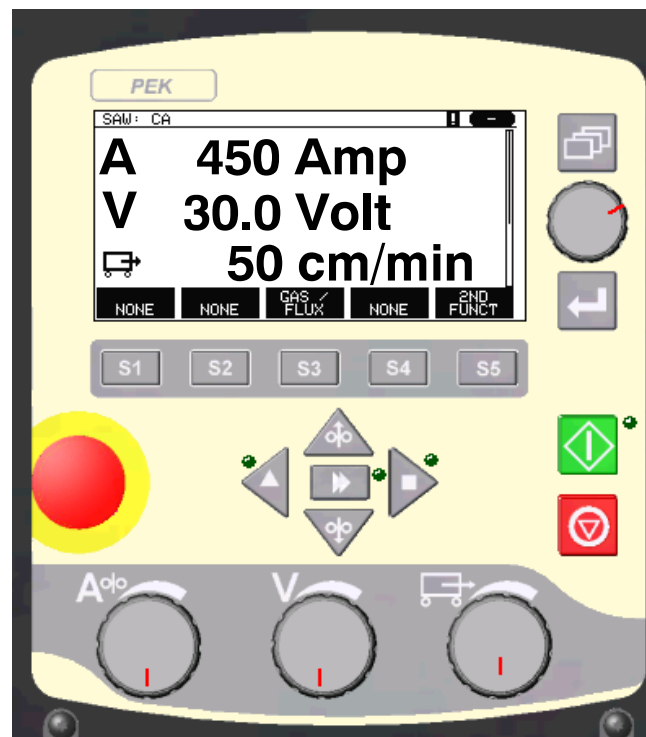 PEK
SAW: CA
A 450 Amp
V 30.0 Volt
50 cm/min
NONE NONE GAS / FLUX NONE 2ND FUNCT
S1 S2 S3 S4 S5
A V